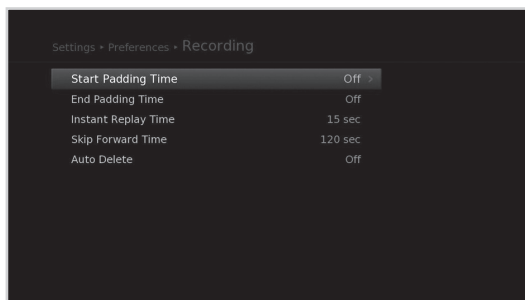 Settings • Preferences • Recording
Start Padding Time Off >
End Padding Time Off
Instant Replay Time 15 sec
Skip Forward Time 120 sec
Auto Delete Off